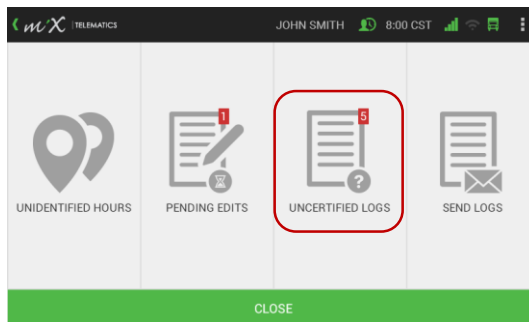 miX TELEMATICS JOHN SMITH 8:00 CST
1 5
?
UNIDENTIFIED HOURS PENDING EDITS UNCERTIFIED LOGS SEND LOGS
CLOSE